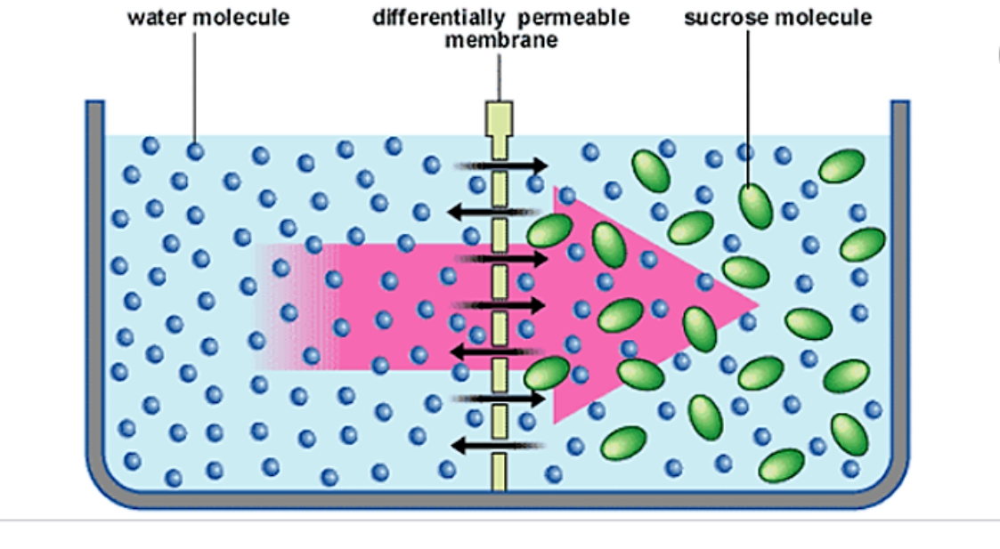 water molecule
differentially permeable
membrane
sucrose molecule